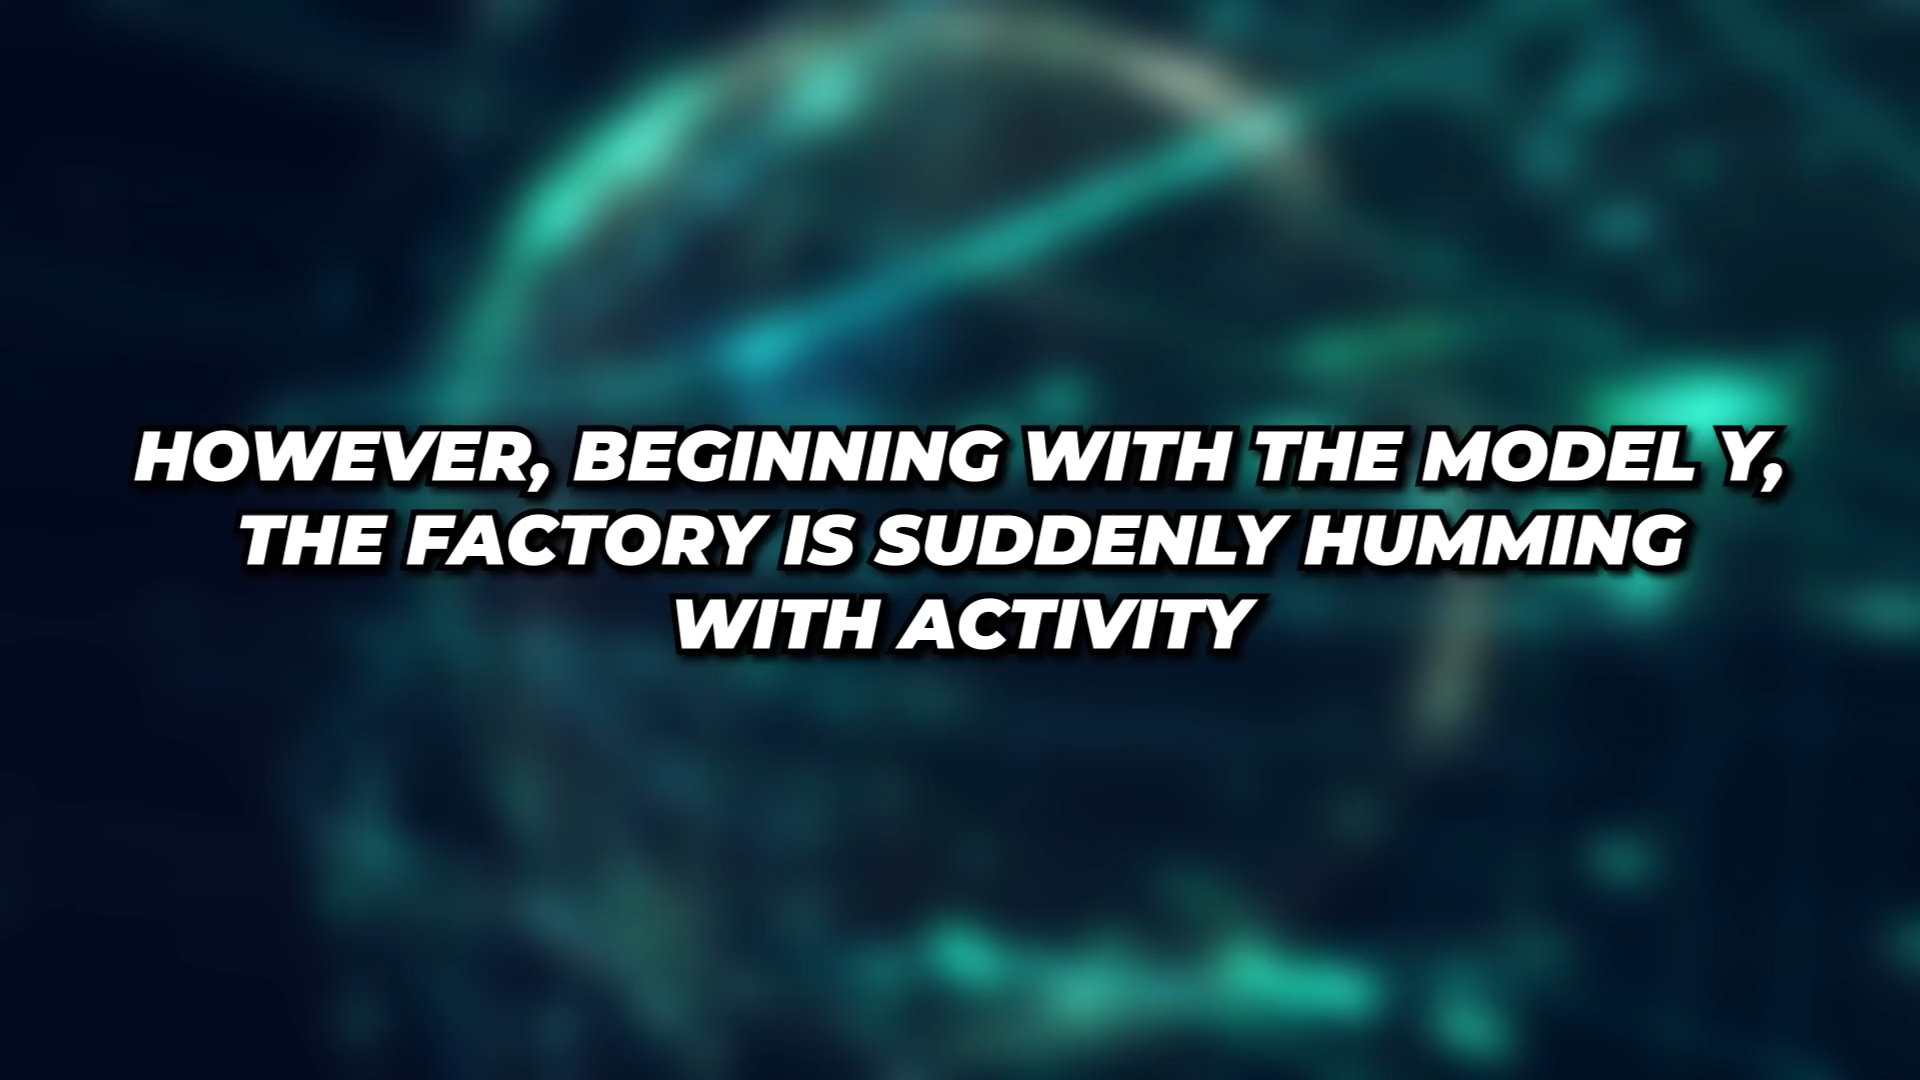 HOWEVER, BEGINNING WITH THE MODEL Y,
THE FACTORY IS SUDDENLY HUMMING
WITH ACTIVITY